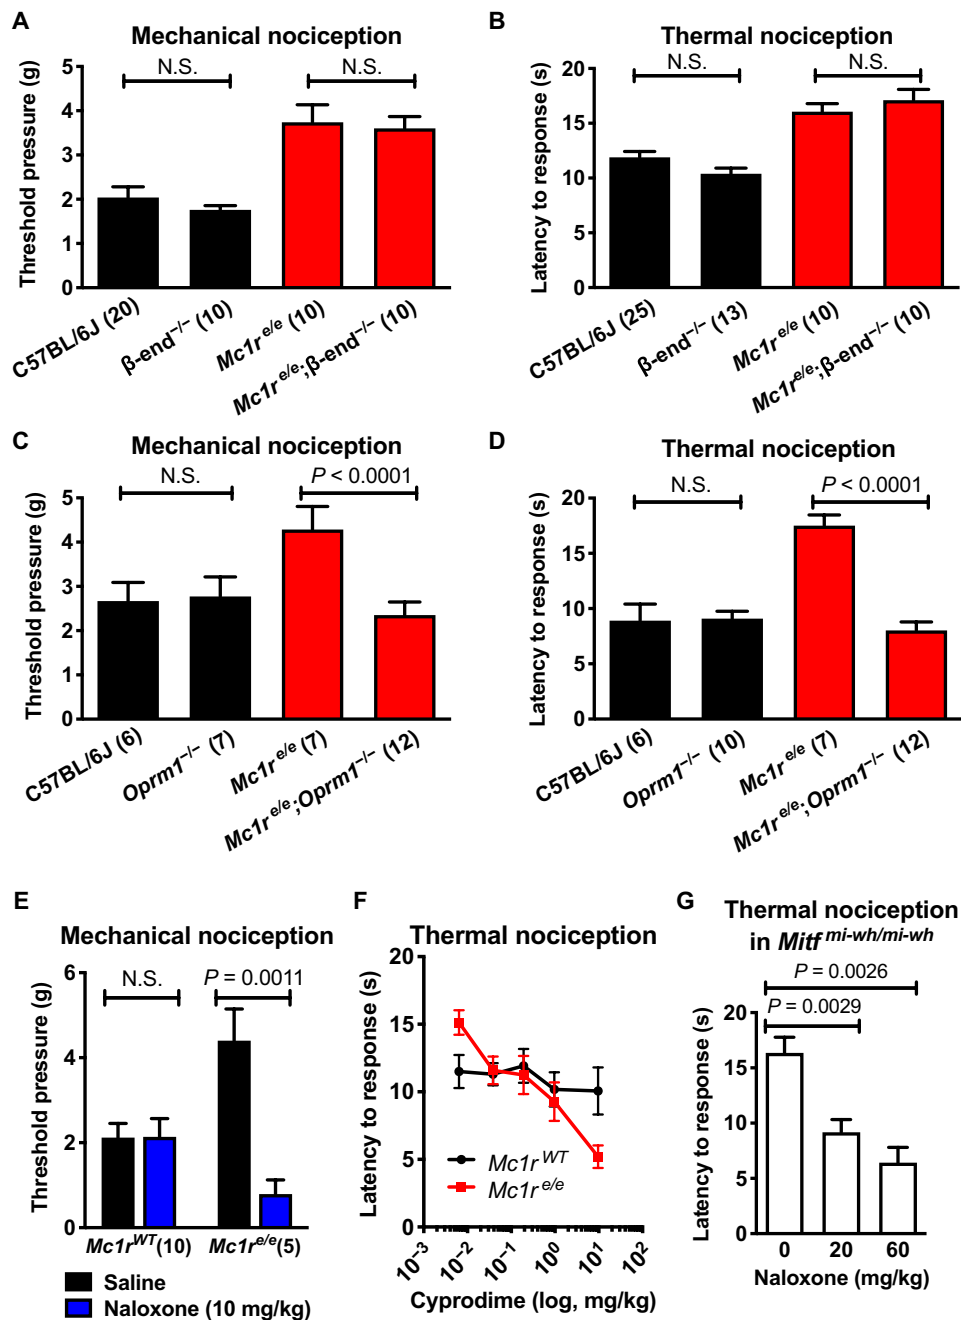 A
Mechanical nociception
N.S.
N.S.
Threshold pressure (g)
5
4
3
2
1
0
C57BL/6J (20)
β-end−/− (10)
Mc1r e/e (10)
Mc1r e/e;β-end−/− (10)
B
Thermal nociception
N.S.
N.S.
Latency to response (s)
20
15
10
5
0
C57BL/6J (25)
β-end−/− (13)
Mc1r e/e (10)
Mc1r e/e;β-end−/− (10)
C
Mechanical nociception
N.S.
P < 0.0001
Threshold pressure (g)
5
4
3
2
1
0
C57BL/6J (6)
Oprm1−/− (7)
Mc1r e/e (7)
Mc1r e/e;Oprm1−/− (12)
D
Thermal nociception
N.S.
P < 0.0001
Latency to response (s)
20
15
10
5
0
C57BL/6J (6)
Oprm1−/− (10)
Mc1r e/e (7)
Mc1r e/e;Oprm1−/− (12)
E
Mechanical nociception
N.S.
P = 0.0011
Threshold pressure (g)
6
4
2
0
Mc1r WT(10)
Mc1r e/e(5)
Saline
Naloxone (10 mg/kg)
F
Thermal nociception
Latency to response (s)
20
15
10
5
0
Mc1r WT
Mc1r e/e
10−3
10−2
10−1
100
101
102
Cyprodime (log, mg/kg)
G
Thermal nociception
in Mitf mi-wh/mi-wh
P = 0.0026
P = 0.0029
Latency to response (s)
20
15
10
5
0
0 20 60
Naloxone (mg/kg)